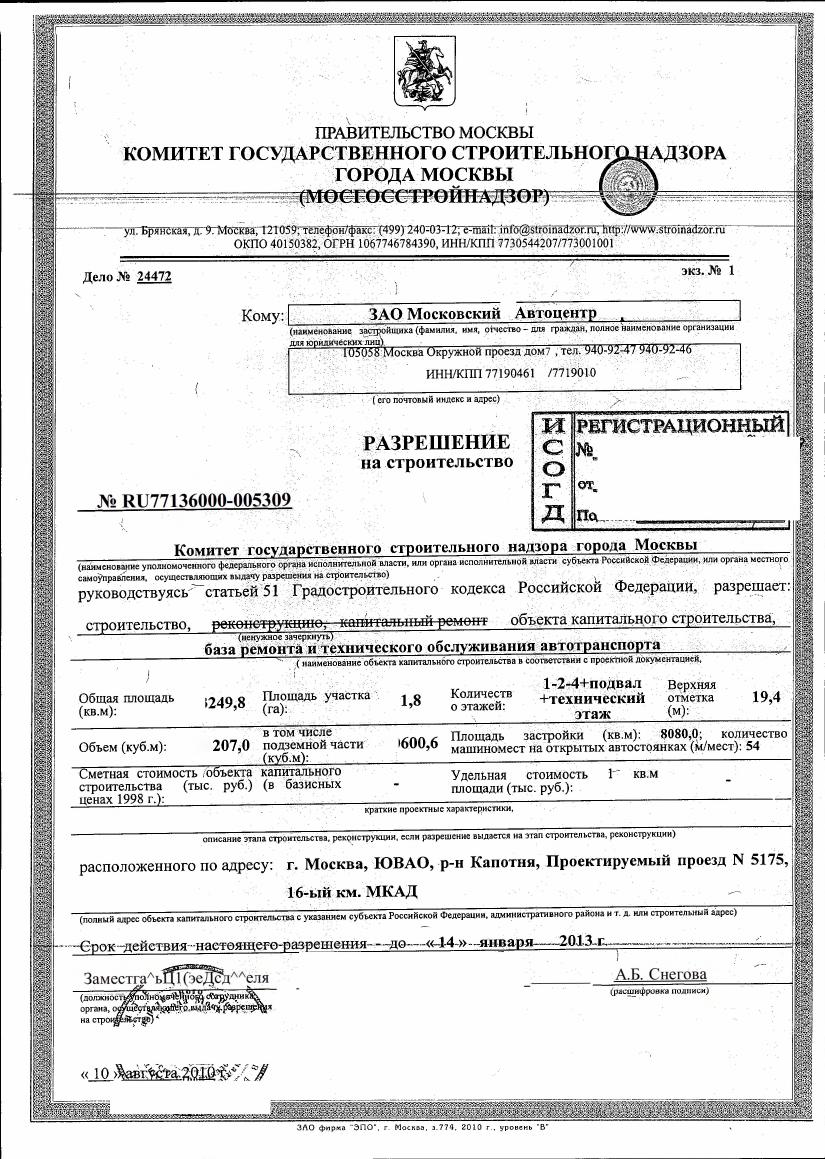 ПРАВИТЕЛЬСТВО МОСКВЫ
КОМИТЕТ ГОСУДАРСТВЕННОГО СТРОИТЕЛЬНОГО НАДЗОРА
ГОРОДА МОСКВЫ
(МОСГОССТРОЙНАДЗОР)
ул. Брянская, д. 9. Москва, 121059; телефон/факс: (499) 240-03-12; e-mail: info@stroinadzor.ru, http://www.stroinadzor.ru
ОКПО 40150382, ОГРН 1067746784390, ИНН/КПП 7730544207/773001001
Дело № 24472
экз. № 1
Кому: ЗАО Московский Автоцентр ,
(наименование застройщика (фамилия, имя, отчество – для граждан, полное наименование организации
для юридических лиц)
105058 Москва Окружной проезд дом7 , тел. 940-92-47 940-92-46
ИНН/КПП 77190461 /7719010
( его почтовый индекс и адрес)
РАЗРЕШЕНИЕ
на строительство
ИСОГД
РЕГИСТРАЦИОННЫЙ
№
от
По
№ RU77136000-005309
Комитет государственного строительного надзора города Москвы
(наименование уполномоченного федерального органа исполнительной власти, или органа исполнительной власти субъекта Российской Федерации, или органа местного
самоуправления, осуществляющих выдачу разрешения на строительство)
руководствуясь статьей 51 Градостроительного кодекса Российской Федерации, разрешает:
строительство, реконструкцию, капитальный ремонт объекта капитального строительства,
(ненужное зачеркнуть)
база ремонта и технического обслуживания автотранспорта
( наименование объекта капитального строительства в соответствии с проектной документацией,
Общая площадь (кв.м): 249,8 Площадь участка (га): 1,8 Количеств о этажей: 1-2-4+подвал +технический этаж Верхняя отметка (м): 19,4
Объем (куб.м): 207,0 в том числе подземной части (куб.м): 600,6 Площадь застройки (кв.м): 8080,0; количество машиномест на открытых автостоянках (м/мест): 54
Сметная стоимость объекта капитального строительства (тыс. руб.) (в базисных ценах 1998 г.): - Удельная стоимость 1 кв.м площади (тыс. руб.): -
краткие проектные характеристики,
описание этапа строительства, реконструкции, если разрешение выдается на этап строительства, реконструкции)
расположенного по адресу: г. Москва, ЮВАО, р-н Капотня, Проектируемый проезд N 5175,
16-ый км. МКАД
(полный адрес объекта капитального строительства с указанием субъекта Российской Федерации, административного района и т. д. или строительный адрес)
Срок действия настоящего разрешения - до «14» января 2013 г.
А.Б. Снегова
(расшифровка подписи)
(должность уполномоченного сотрудника
органа, осуществляющего выдачу разрешения
на строительство)
« 10 » августа 2010 г.
ЗАО фирма "ЭПО", г. Москва, з.774, 2010 г., уровень "В"